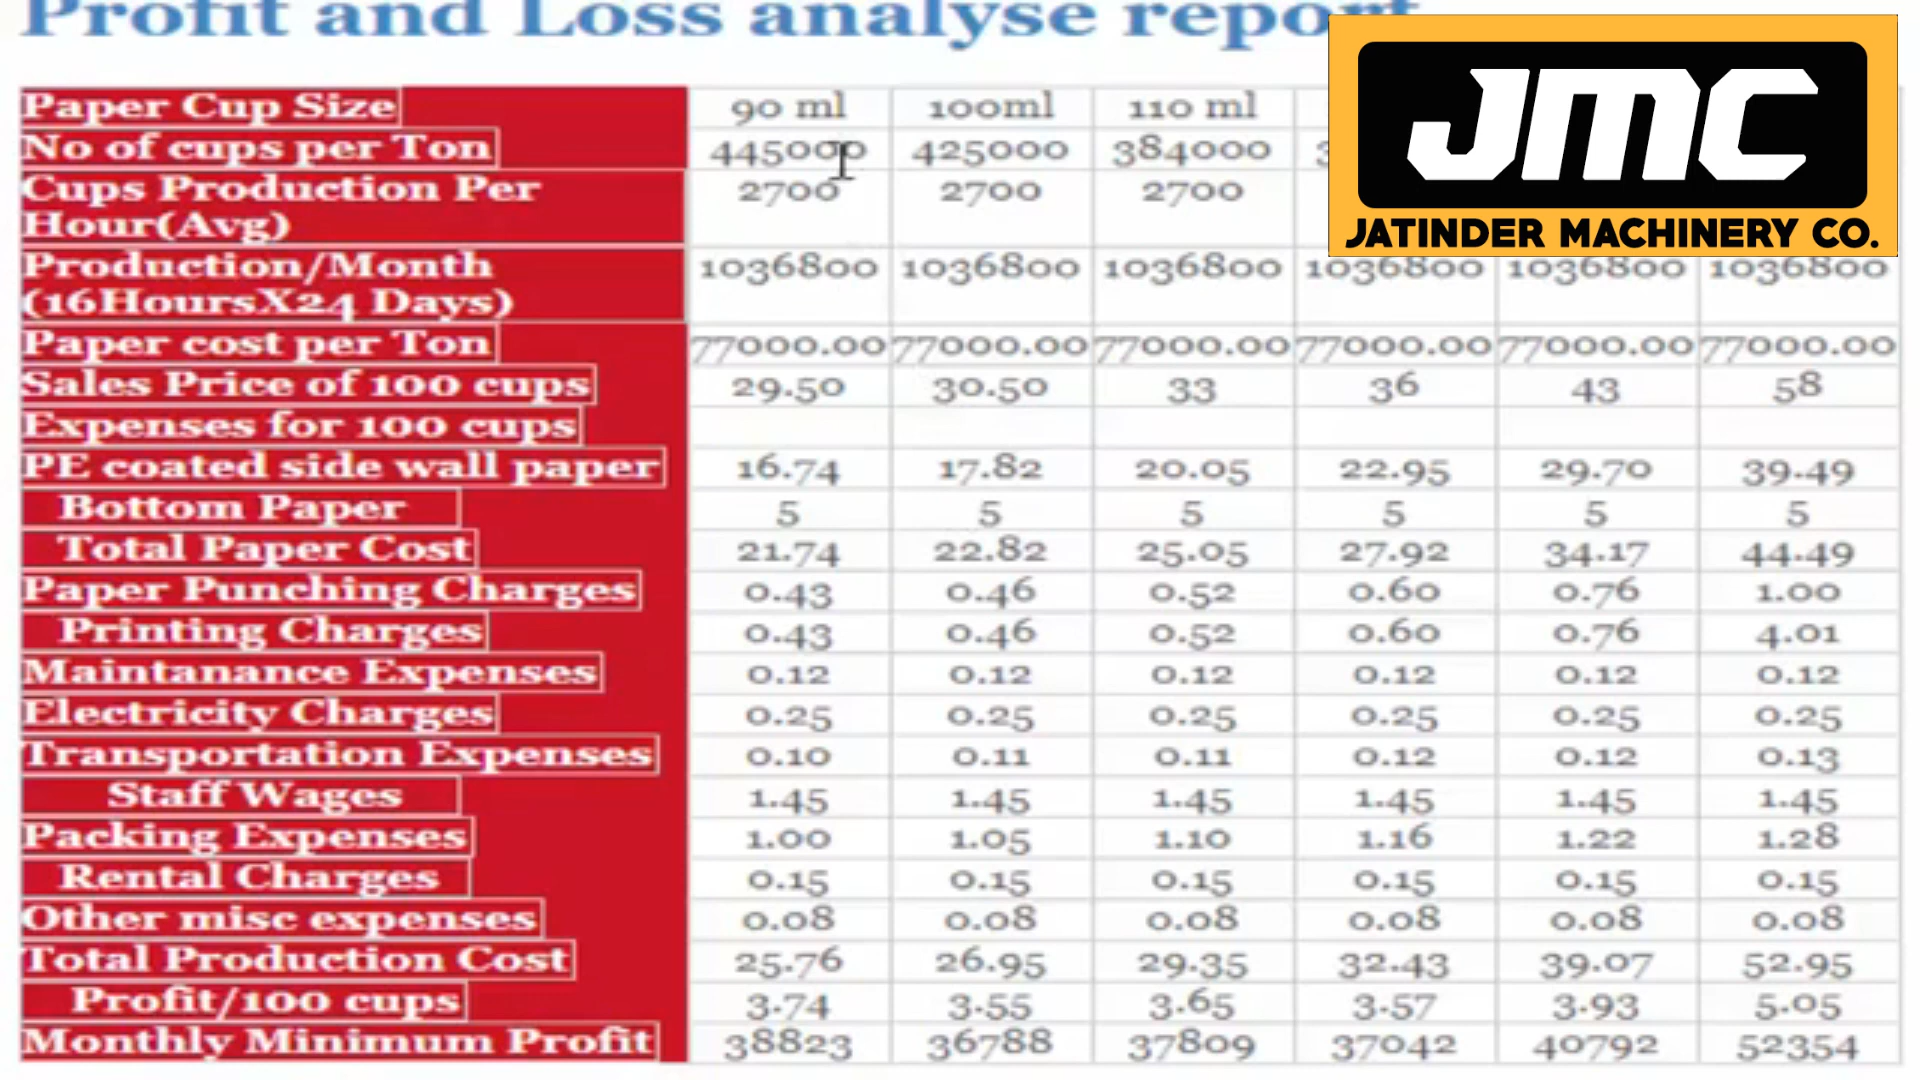 Profit and Loss analyse report
JMC
JATINDER MACHINERY CO.
Paper Cup Size 90 ml 100ml 110 ml
No of cups per Ton 445000 425000 384000
Cups Production Per 2700 2700 2700
Hour(Avg)
Production/Month 1036800 1036800 1036800 1036800 1036800 1036800
(16HoursX24 Days)
Paper cost per Ton 77000.00 77000.00 77000.00 77000.00 77000.00 77000.00
Sales Price of 100 cups 29.50 30.50 33 36 43 58
Expenses for 100 cups
PE coated side wall paper 16.74 17.82 20.05 22.95 29.70 39.49
Bottom Paper 5 5 5 5 5 5
Total Paper Cost 21.74 22.82 25.05 27.92 34.17 44.49
Paper Punching Charges 0.43 0.46 0.52 0.60 0.76 1.00
Printing Charges 0.43 0.46 0.52 0.60 0.76 4.01
Maintanance Expenses 0.12 0.12 0.12 0.12 0.12 0.12
Electricity Charges 0.25 0.25 0.25 0.25 0.25 0.25
Transportation Expenses 0.10 0.11 0.11 0.12 0.12 0.13
Staff Wages 1.45 1.45 1.45 1.45 1.45 1.45
Packing Expenses 1.00 1.05 1.10 1.16 1.22 1.28
Rental Charges 0.15 0.15 0.15 0.15 0.15 0.15
Other misc expenses 0.08 0.08 0.08 0.08 0.08 0.08
Total Production Cost 25.76 26.95 29.35 32.43 39.07 52.95
Profit/100 cups 3.74 3.55 3.65 3.57 3.93 5.05
Monthly Minimum Profit 38823 36788 37809 37042 40792 52354